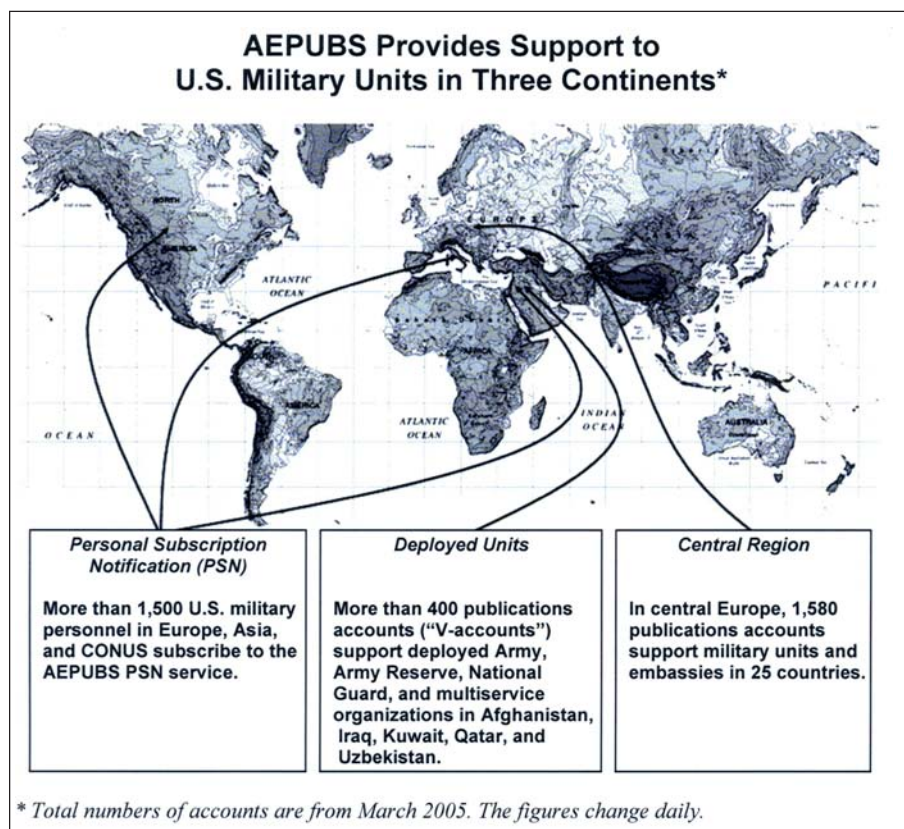 AEPUBS Provides Support to
U.S. Military Units in Three Continents*
NORTH
AMERICA
EUROPE
ATLANTIC
OCEAN
PACIFI
AFRICA
AMERICA
ATLANTIC
OCEAN
INDIAN
OCEAN
AUSTRALIA
OCEAN
Personal Subscription
Notification (PSN)
More than 1,500 U.S. military
personnel in Europe, Asia,
and CONUS subscribe to the
AEPUBS PSN service.
Deployed Units
More than 400 publications
accounts (“V-accounts”)
support deployed Army,
Army Reserve, National
Guard, and multiservice
organizations in Afghanistan,
Iraq, Kuwait, Qatar, and
Uzbekistan.
Central Region
In central Europe, 1,580
publications accounts
support military units and
embassies in 25 countries.
* Total numbers of accounts are from March 2005. The figures change daily.